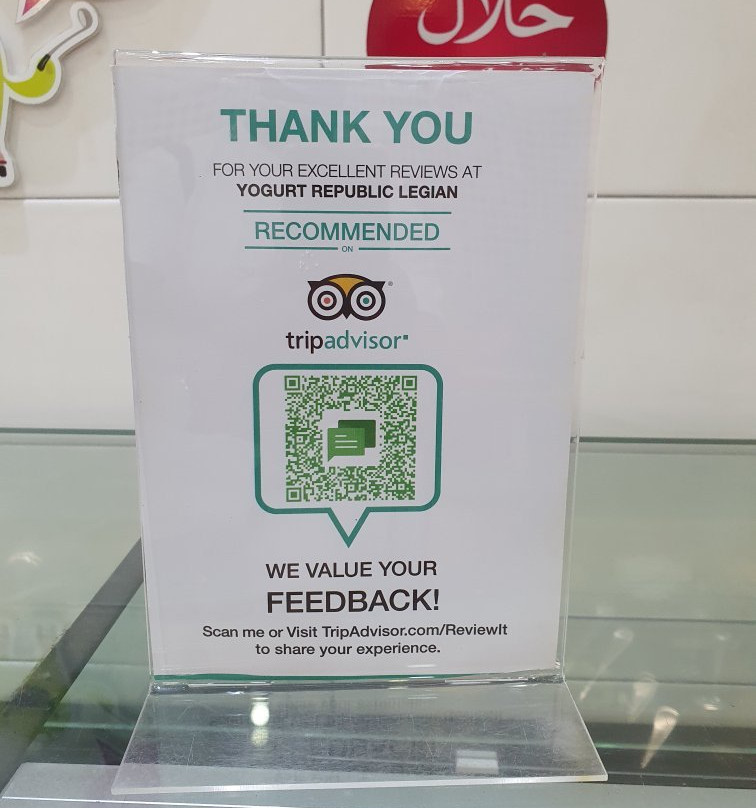 حلال
THANK YOU
FOR YOUR EXCELLENT REVIEWS AT
YOGURT REPUBLIC LEGIAN
RECOMMENDED
ON
tripadvisor®
WE VALUE YOUR
FEEDBACK!
Scan me or Visit TripAdvisor.com/ReviewIt
to share your experience.